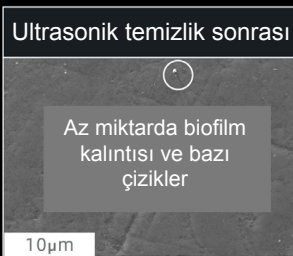 Ultrasonik temizlik sonrası
Az miktarda biofilm
kalıntısı ve bazı
çizikler
10µm